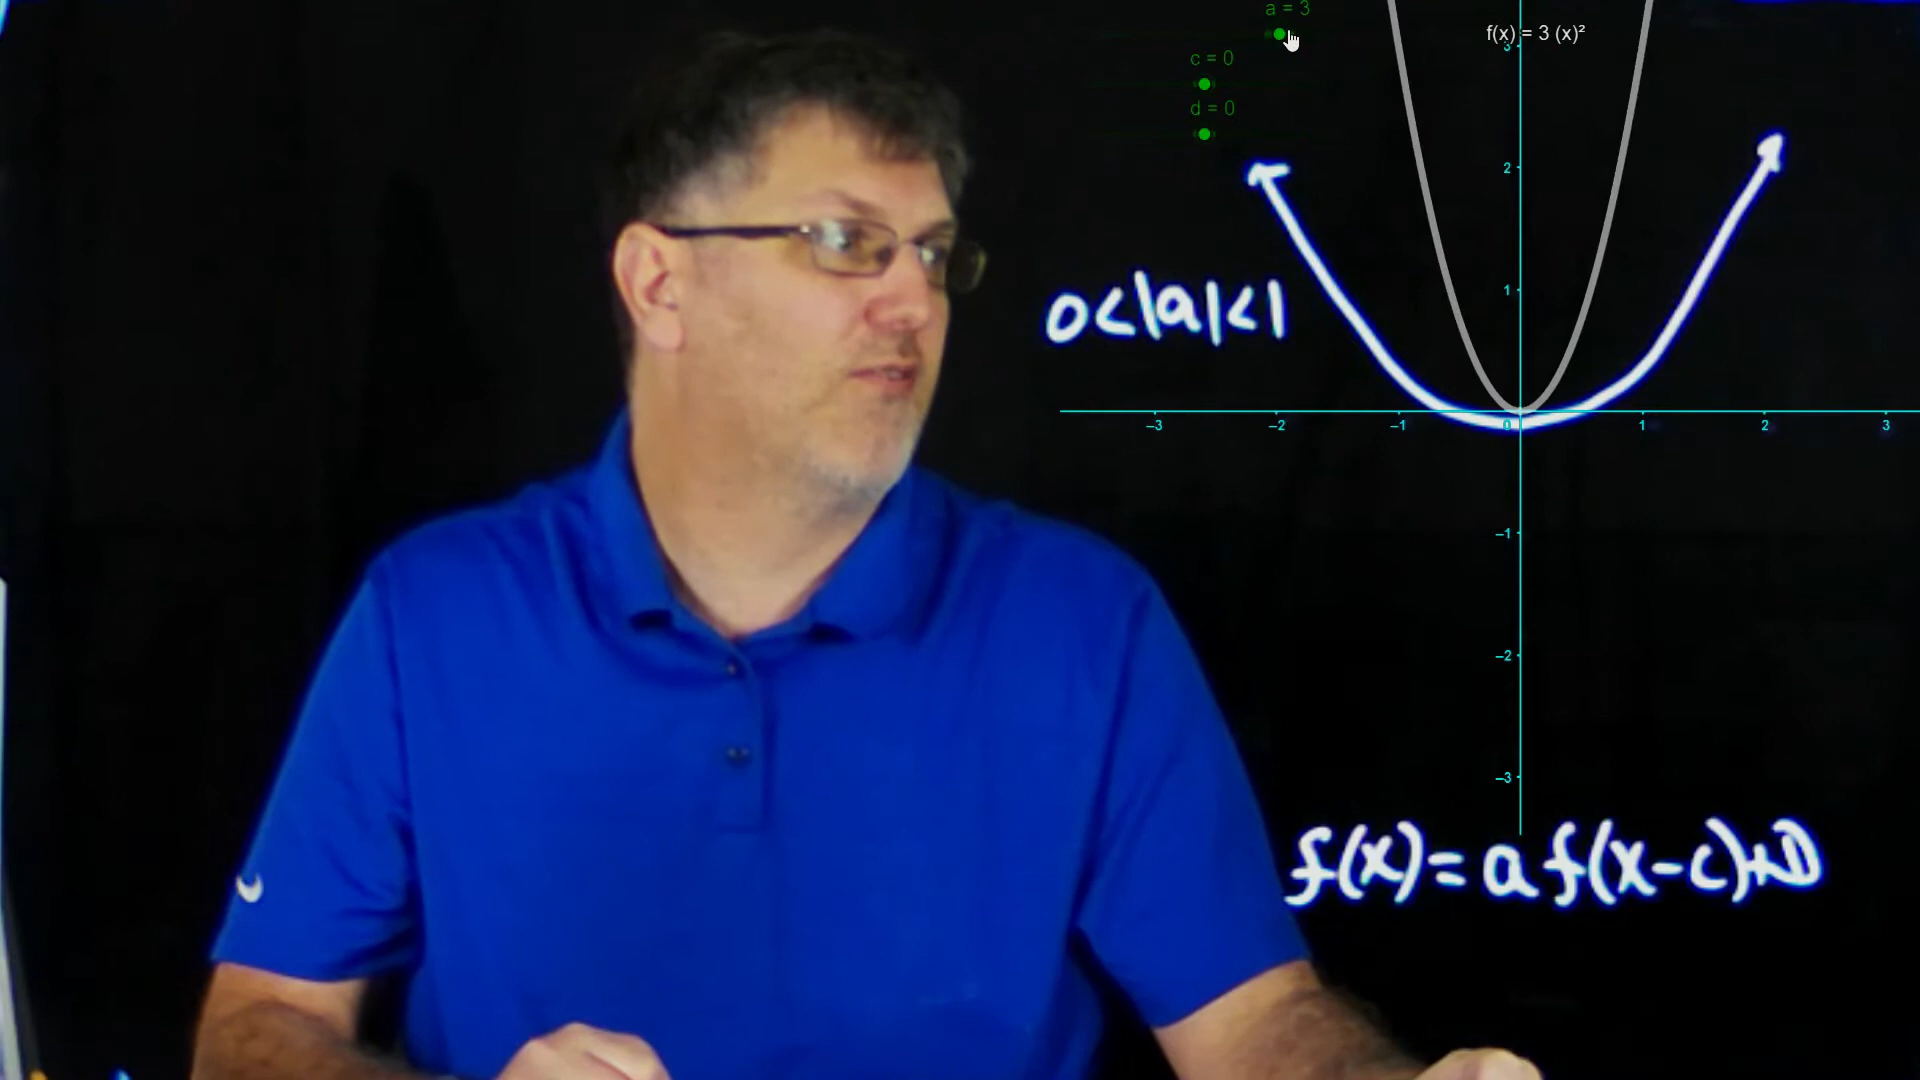 a = 3
f(x) = 3 (x)²
c = 0
d = 0
3
2
1
0<|a|<1
–3 –2 –1 0 1 2 3
–1
–2
–3
f(x)=af(x-c)+D